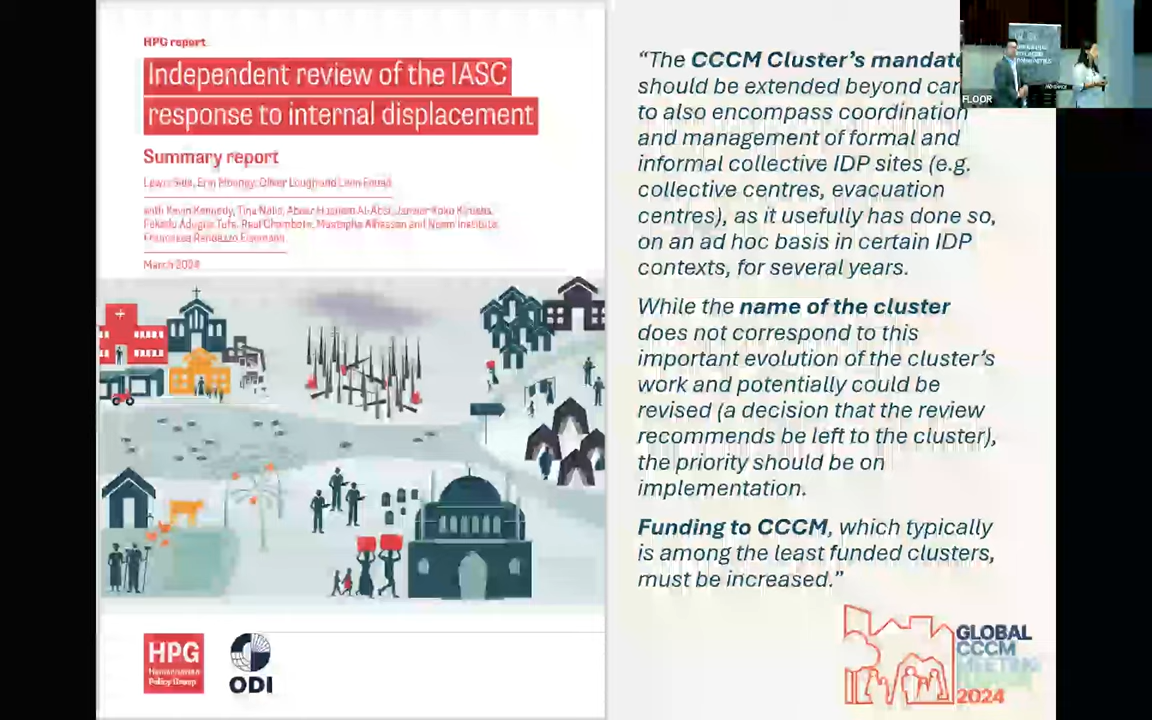 HPG report
Independent review of the IASC
response to internal displacement
Summary report
March 2024
HPG
Humanitarian
Policy Group
ODI
“The CCCM Cluster’s mandate
should be extended beyond
to also encompass coordination
and management of formal and
informal collective IDP sites (e.g.
collective centres, evacuation
centres), as it usefully has done so,
on an ad hoc basis in certain IDP
contexts, for several years.
While the name of the cluster
does not correspond to this
important evolution of the cluster’s
work and potentially could be
revised (a decision that the review
recommends be left to the cluster),
the priority should be on
implementation.
Funding to CCCM, which typically
is among the least funded clusters,
must be increased.”
GLOBAL
CCCM
MEETING
2024
FLOOR